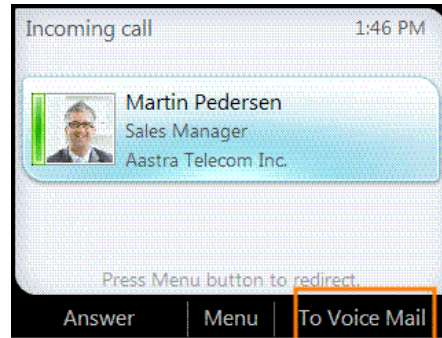 Incoming call 1:46 PM
Martin Pedersen
Sales Manager
Aastra Telecom Inc.
Press Menu button to redirect.
Answer Menu To Voice Mail